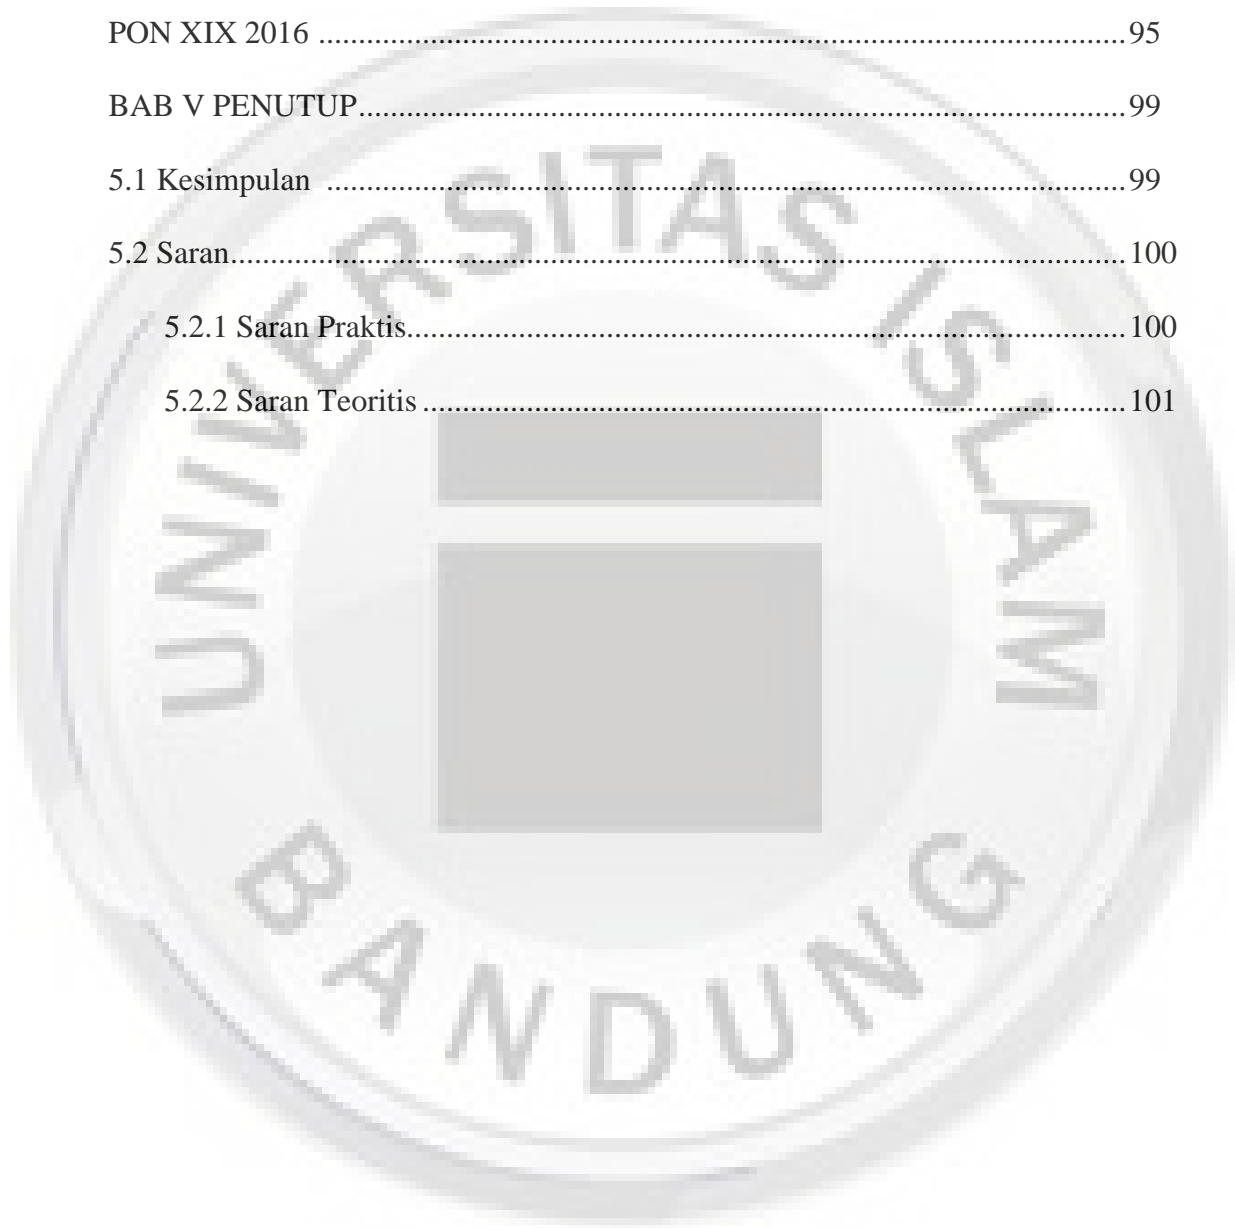 PON XIX 2016 ........................................................................................................95
BAB V PENUTUP...................................................................................................99
5.1 Kesimpulan .......................................................................................................99
5.2 Saran...................................................................................................................100
5.2.1 Saran Praktis.............................................................................................100
5.2.2 Saran Teoritis ...........................................................................................101
UNIVERSITAS ISLAM
BANDUNG